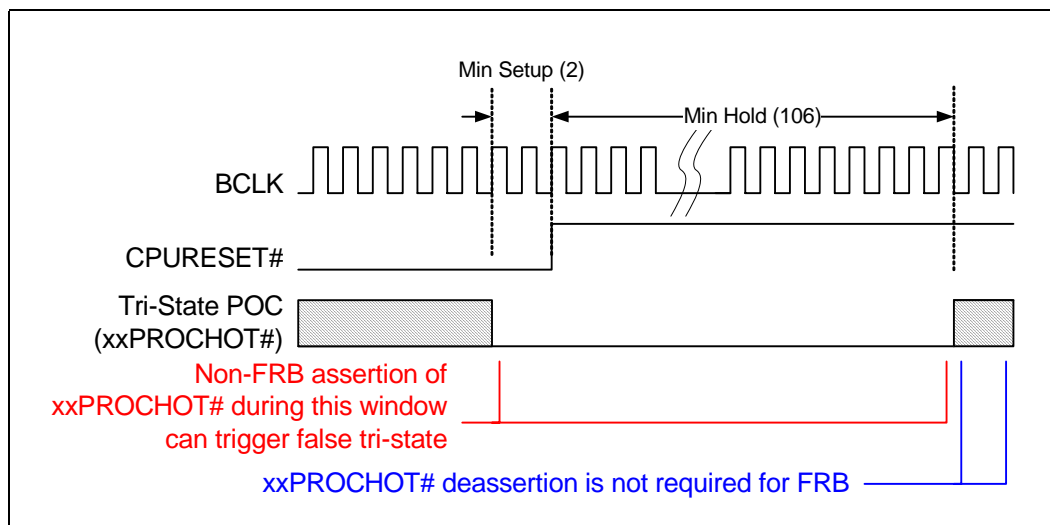 Min Setup (2)
Min Hold (106)
BCLK
CPURESET#
Tri-State POC
(xxPROCHOT#)
Non-FRB assertion of
xxPROCHOT# during this window
can trigger false tri-state
xxPROCHOT# deassertion is not required for FRB